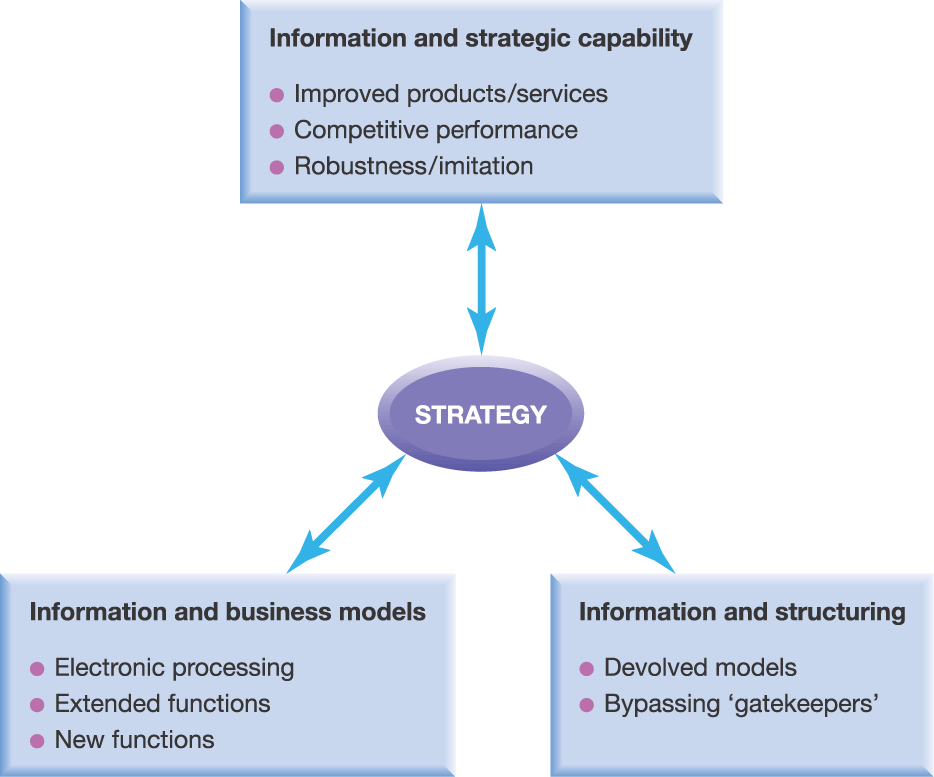 Information and strategic capability
Improved products/services
Competitive performance
Robustness/imitation
STRATEGY
Information and business models
Electronic processing
Extended functions
New functions
Information and structuring
Devolved models
Bypassing ‘gatekeepers’